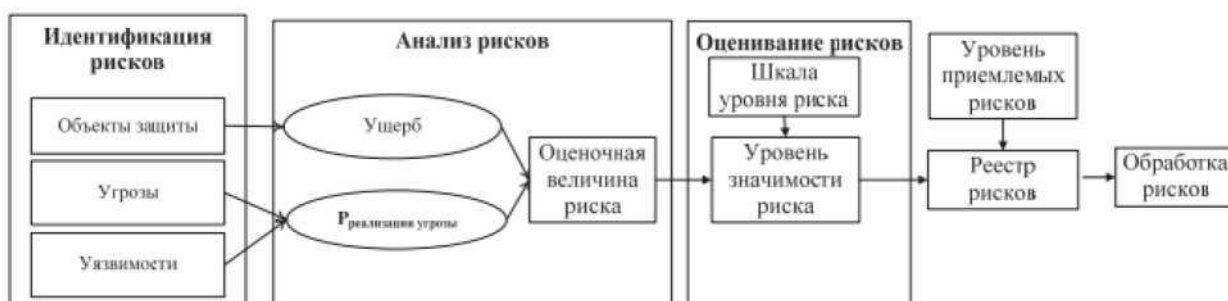 Идентификация
рисков
Объекты защиты
Угрозы
Уязвимости
Анализ рисков
Ущерб
Pреализации угрозы
Оценочная
величина
риска
Оценивание рисков
Шкала
уровня риска
Уровень
значимости
риска
Уровень
приемлемых
рисков
Реестр
рисков
Обработка
рисков